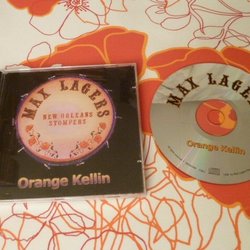 MAX LAGERS
NEW ORLEANS
STOMPERS
Orange Kellin
MAX LAGERS
Orange Kellin